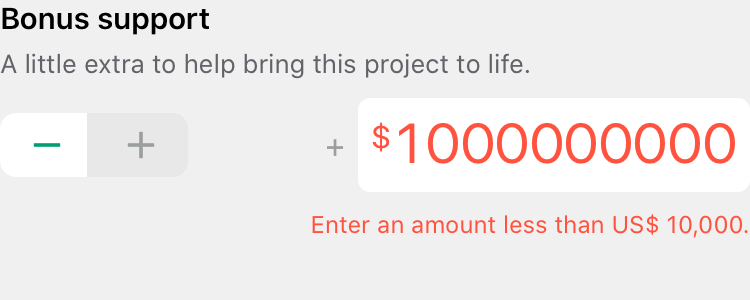 Bonus support
A little extra to help bring this project to life.
− + + $1000000000
Enter an amount less than US$ 10,000.